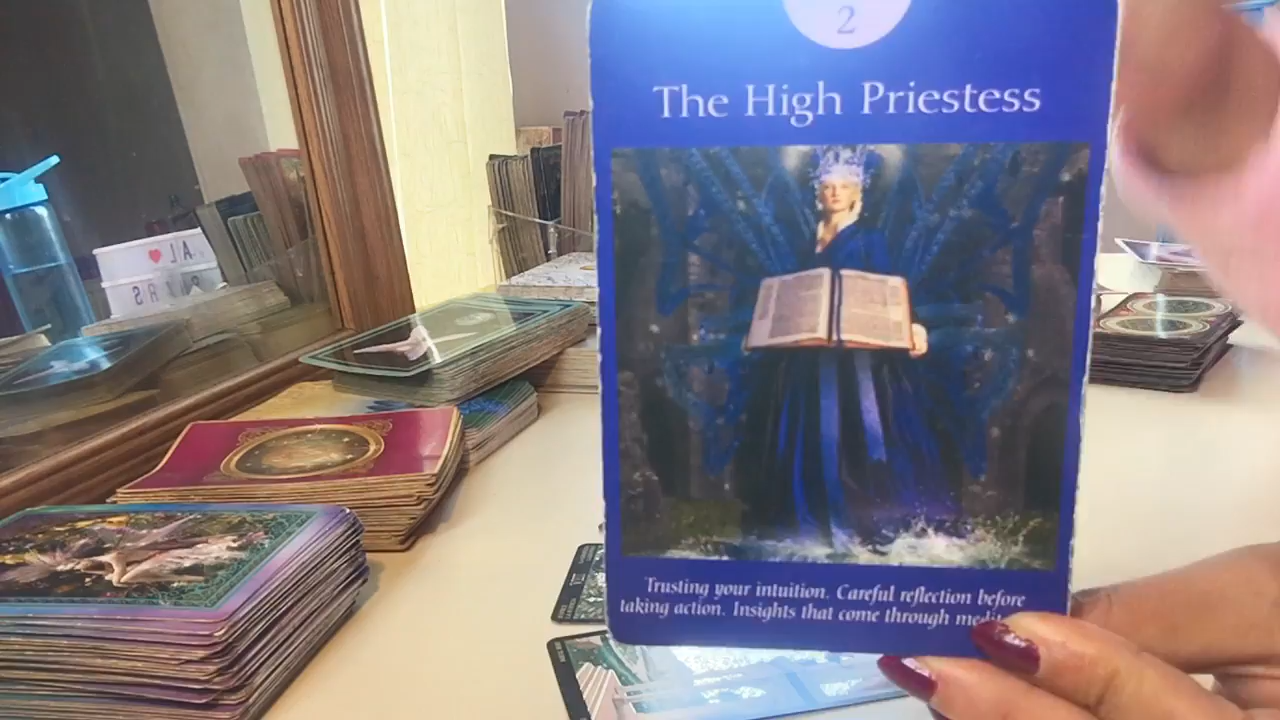 2
The High Priestess
Trusting your intuition. Careful reflection before
taking action. Insights that come through